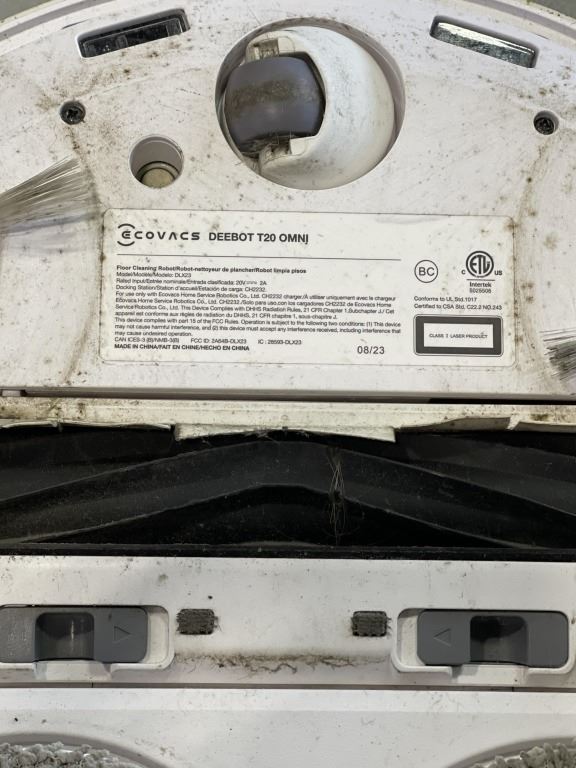 ECOVACS DEEBOT T20 OMNI
Floor Cleaning Robot/Robot-nettoyeur de plancher/Robot limpia pisos
Model/Modèle/Modelo: DLX23
Rated Input/Entrée nominale/Entrada clasificada: 20V⎓ 2A
Docking Station/Station d'accueil/Estación de carga: CH2232
For use only with Ecovacs Home Service Robotics Co., Ltd. CH2232 charger./À utiliser uniquement avec le chargeur
Ecovacs Home Service Robotics Co., Ltd. CH2232./Solo para uso con los cargadores CH2232 de Ecovacs Home
Service Robotics Co., Ltd. This Device Complies with DHHS Radiation Rules, 21 CFR Chapter 1,Subchapter J./ Cet
appareil est conforme aux règles de radiation du DHHS, 21 CFR chapitre 1, sous-chapitre J.
This device complies with part 15 of the FCC Rules. Operation is subject to the following two conditions: (1) This device
may not cause harmful interference, and (2) this device must accept any interference received, including interference that
may cause undesired operation.
CAN ICES-3 (B)/NMB-3(B) FCC ID: 2A64B-DLX23 IC : 28593-DLX23
MADE IN CHINA/FAIT EN CHINE/HECHO EN CHINA
08/23
BC
C ETL US
Intertek
5025508
Conforms to UL Std.1017
Certified to CSA Std. C22.2 NO.243
CLASS I LASER PRODUCT